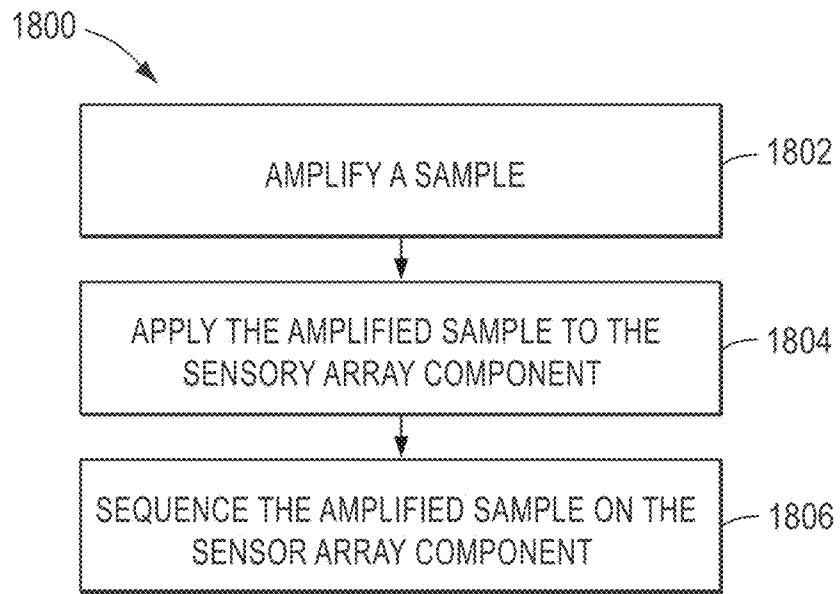 1800
AMPLIFY A SAMPLE
1802
APPLY THE AMPLIFIED SAMPLE TO THE
SENSORY ARRAY COMPONENT
1804
SEQUENCE THE AMPLIFIED SAMPLE ON THE
SENSOR ARRAY COMPONENT
1806